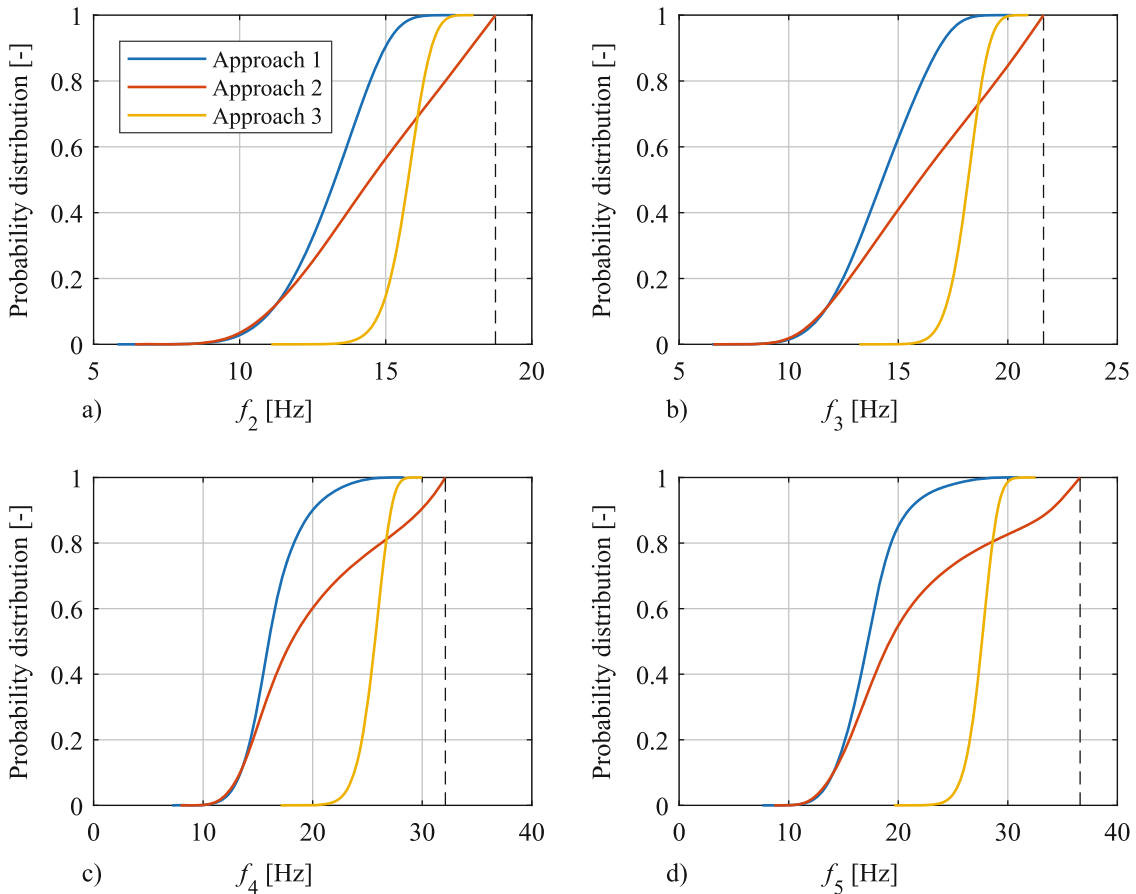 Probability distribution [-]
1
0.8
0.6
0.4
0.2
0
Approach 1
Approach 2
Approach 3
5 10 15 20
a) f2 [Hz]
Probability distribution [-]
1
0.8
0.6
0.4
0.2
0
5 10 15 20 25
b) f3 [Hz]
Probability distribution [-]
1
0.8
0.6
0.4
0.2
0
0 10 20 30 40
c) f4 [Hz]
Probability distribution [-]
1
0.8
0.6
0.4
0.2
0
0 10 20 30 40
d) f5 [Hz]